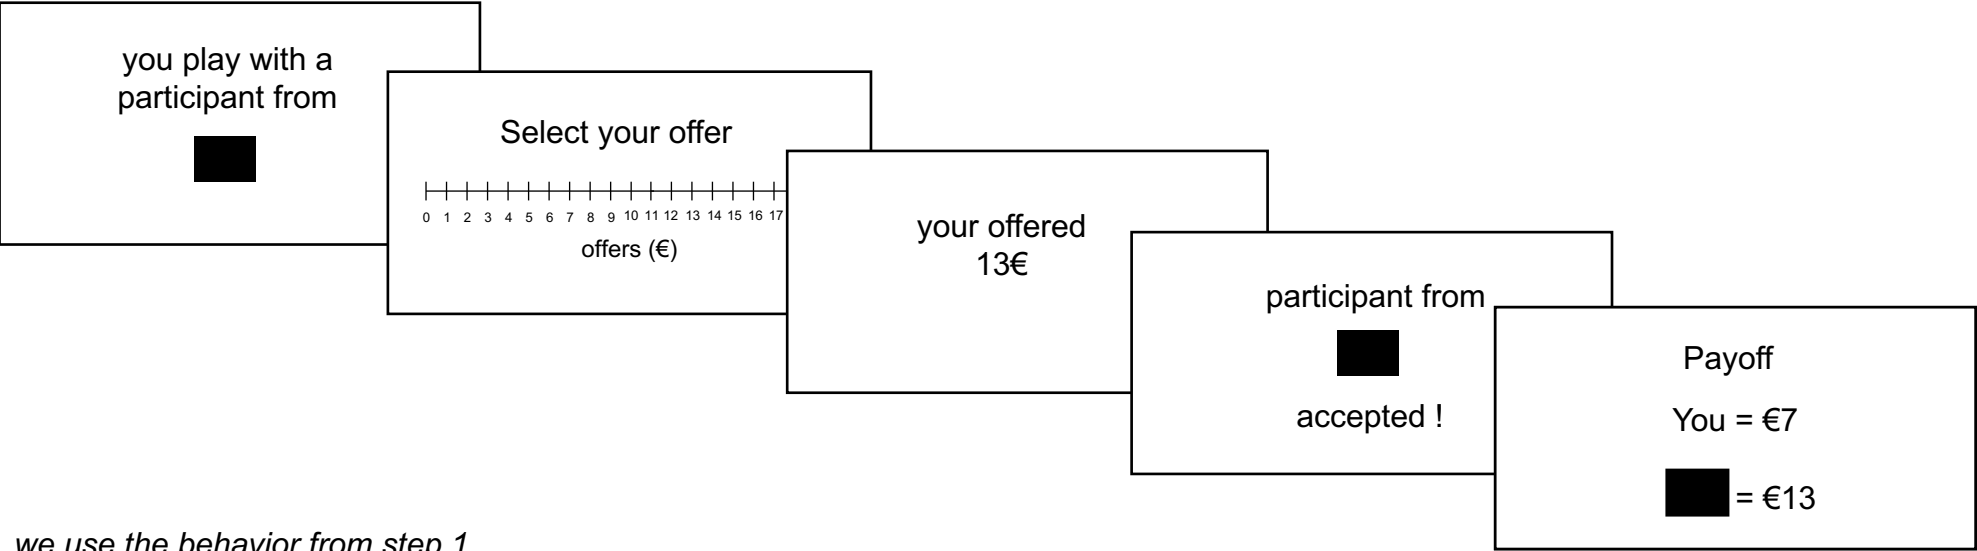 you play with a
participant from
Select your offer
0 1 2 3 4 5 6 7 8 9 10 11 12 13 14 15 16 17
offers (€)
your offered
13€
participant from
accepted !
Payoff
You = €7
= €13
we use the behavior from step 1